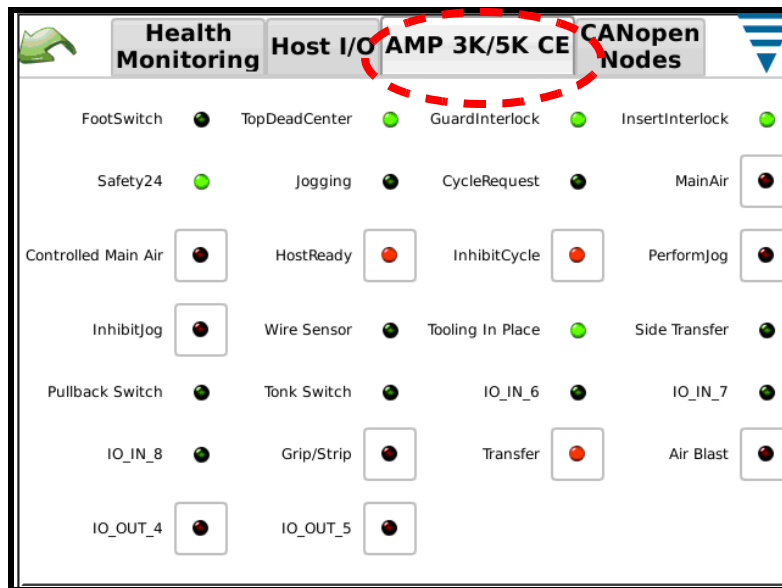 Health
Monitoring
Host I/O
AMP 3K/5K CE
CANopen
Nodes
FootSwitch
TopDeadCenter
GuardInterlock
InsertInterlock
Safety24
Jogging
CycleRequest
MainAir
Controlled Main Air
HostReady
InhibitCycle
PerformJog
InhibitJog
Wire Sensor
Tooling In Place
Side Transfer
Pullback Switch
Tonk Switch
IO_IN_6
IO_IN_7
IO_IN_8
Grip/Strip
Transfer
Air Blast
IO_OUT_4
IO_OUT_5